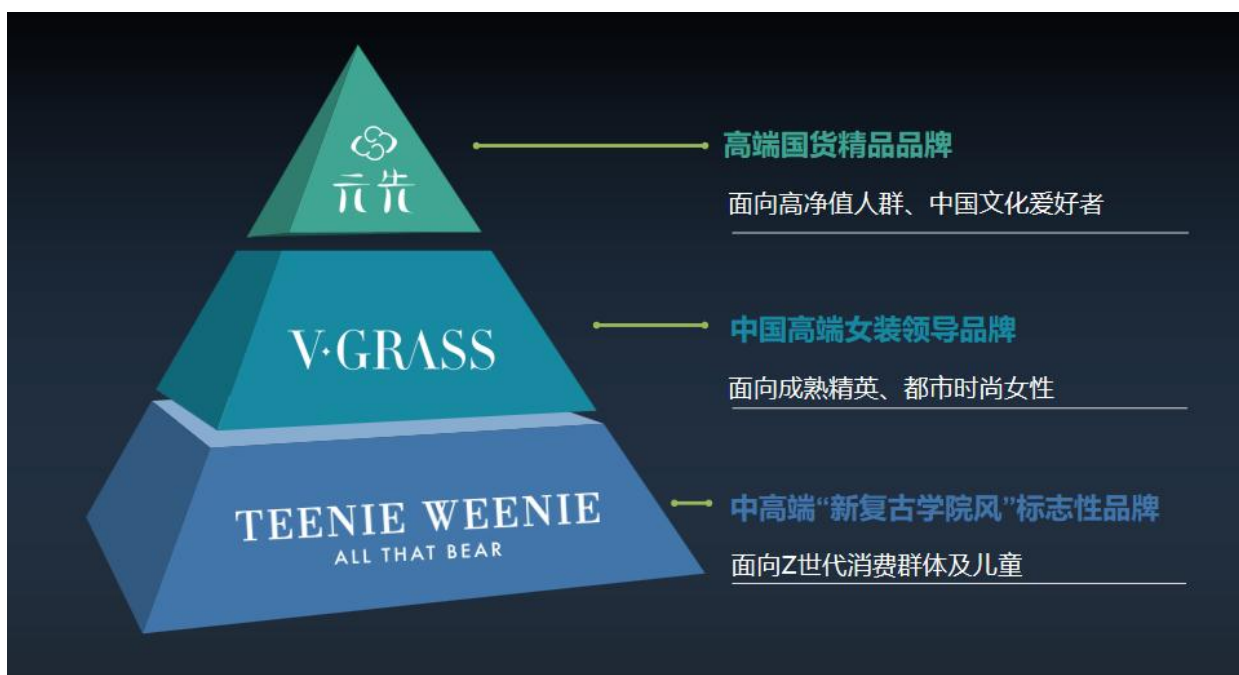 元先
高端国货精品品牌
面向高净值人群、中国文化爱好者
V·GRASS
中国高端女装领导品牌
面向成熟精英、都市时尚女性
TEENIE WEENIE
ALL THAT BEAR
中高端“新复古学院风”标志性品牌
面向Z世代消费群体及儿童